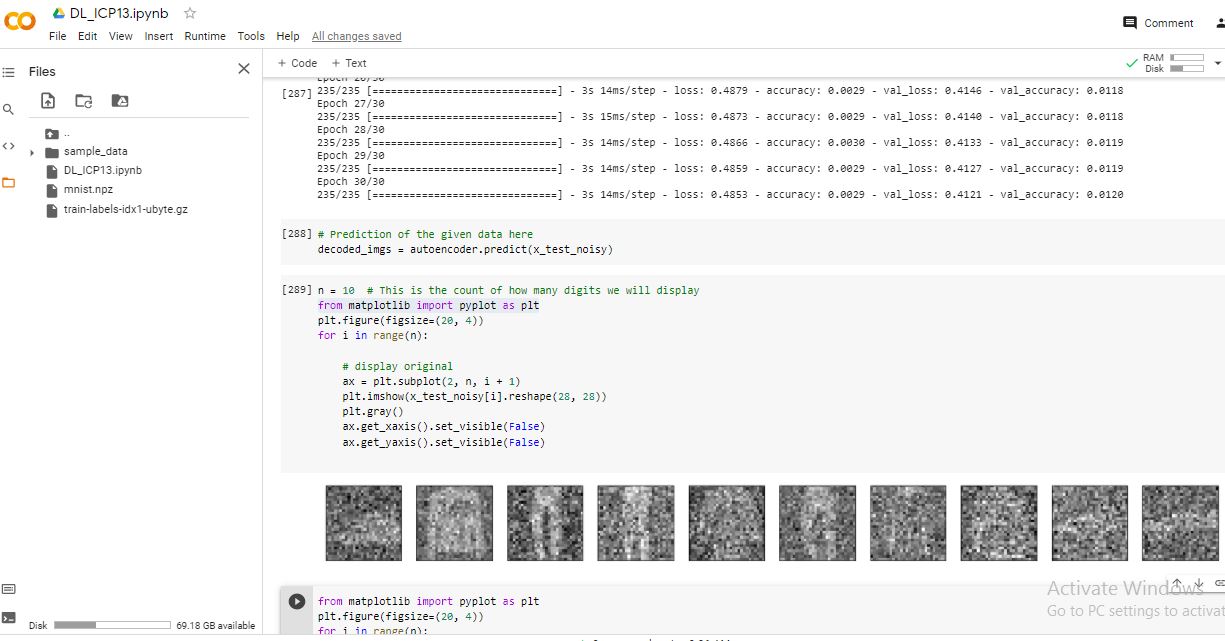 CO DL_ICP13.ipynb
Comment
File Edit View Insert Runtime Tools Help All changes saved
Files
+ Code + Text
RAM
Disk
..
sample_data
DL_ICP13.ipynb
mnist.npz
train-labels-idx1-ubyte.gz
Epoch 26/30
[287] 235/235 [==============================] - 3s 14ms/step - loss: 0.4879 - accuracy: 0.0029 - val_loss: 0.4146 - val_accuracy: 0.0118
Epoch 27/30
235/235 [==============================] - 3s 15ms/step - loss: 0.4873 - accuracy: 0.0029 - val_loss: 0.4140 - val_accuracy: 0.0118
Epoch 28/30
235/235 [==============================] - 3s 14ms/step - loss: 0.4866 - accuracy: 0.0030 - val_loss: 0.4133 - val_accuracy: 0.0119
Epoch 29/30
235/235 [==============================] - 3s 14ms/step - loss: 0.4859 - accuracy: 0.0029 - val_loss: 0.4127 - val_accuracy: 0.0119
Epoch 30/30
235/235 [==============================] - 3s 14ms/step - loss: 0.4853 - accuracy: 0.0029 - val_loss: 0.4121 - val_accuracy: 0.0120
[288] # Prediction of the given data here
decoded_imgs = autoencoder.predict(x_test_noisy)
[289] n = 10  # This is the count of how many digits we will display
from matplotlib import pyplot as plt
plt.figure(figsize=(20, 4))
for i in range(n):
# display original
ax = plt.subplot(2, n, i + 1)
plt.imshow(x_test_noisy[i].reshape(28, 28))
plt.gray()
ax.get_xaxis().set_visible(False)
ax.get_yaxis().set_visible(False)
from matplotlib import pyplot as plt
plt.figure(figsize=(20, 4))
for i in range(n):
Disk 69.18 GB available
Activate Windows
Go to PC settings to activat